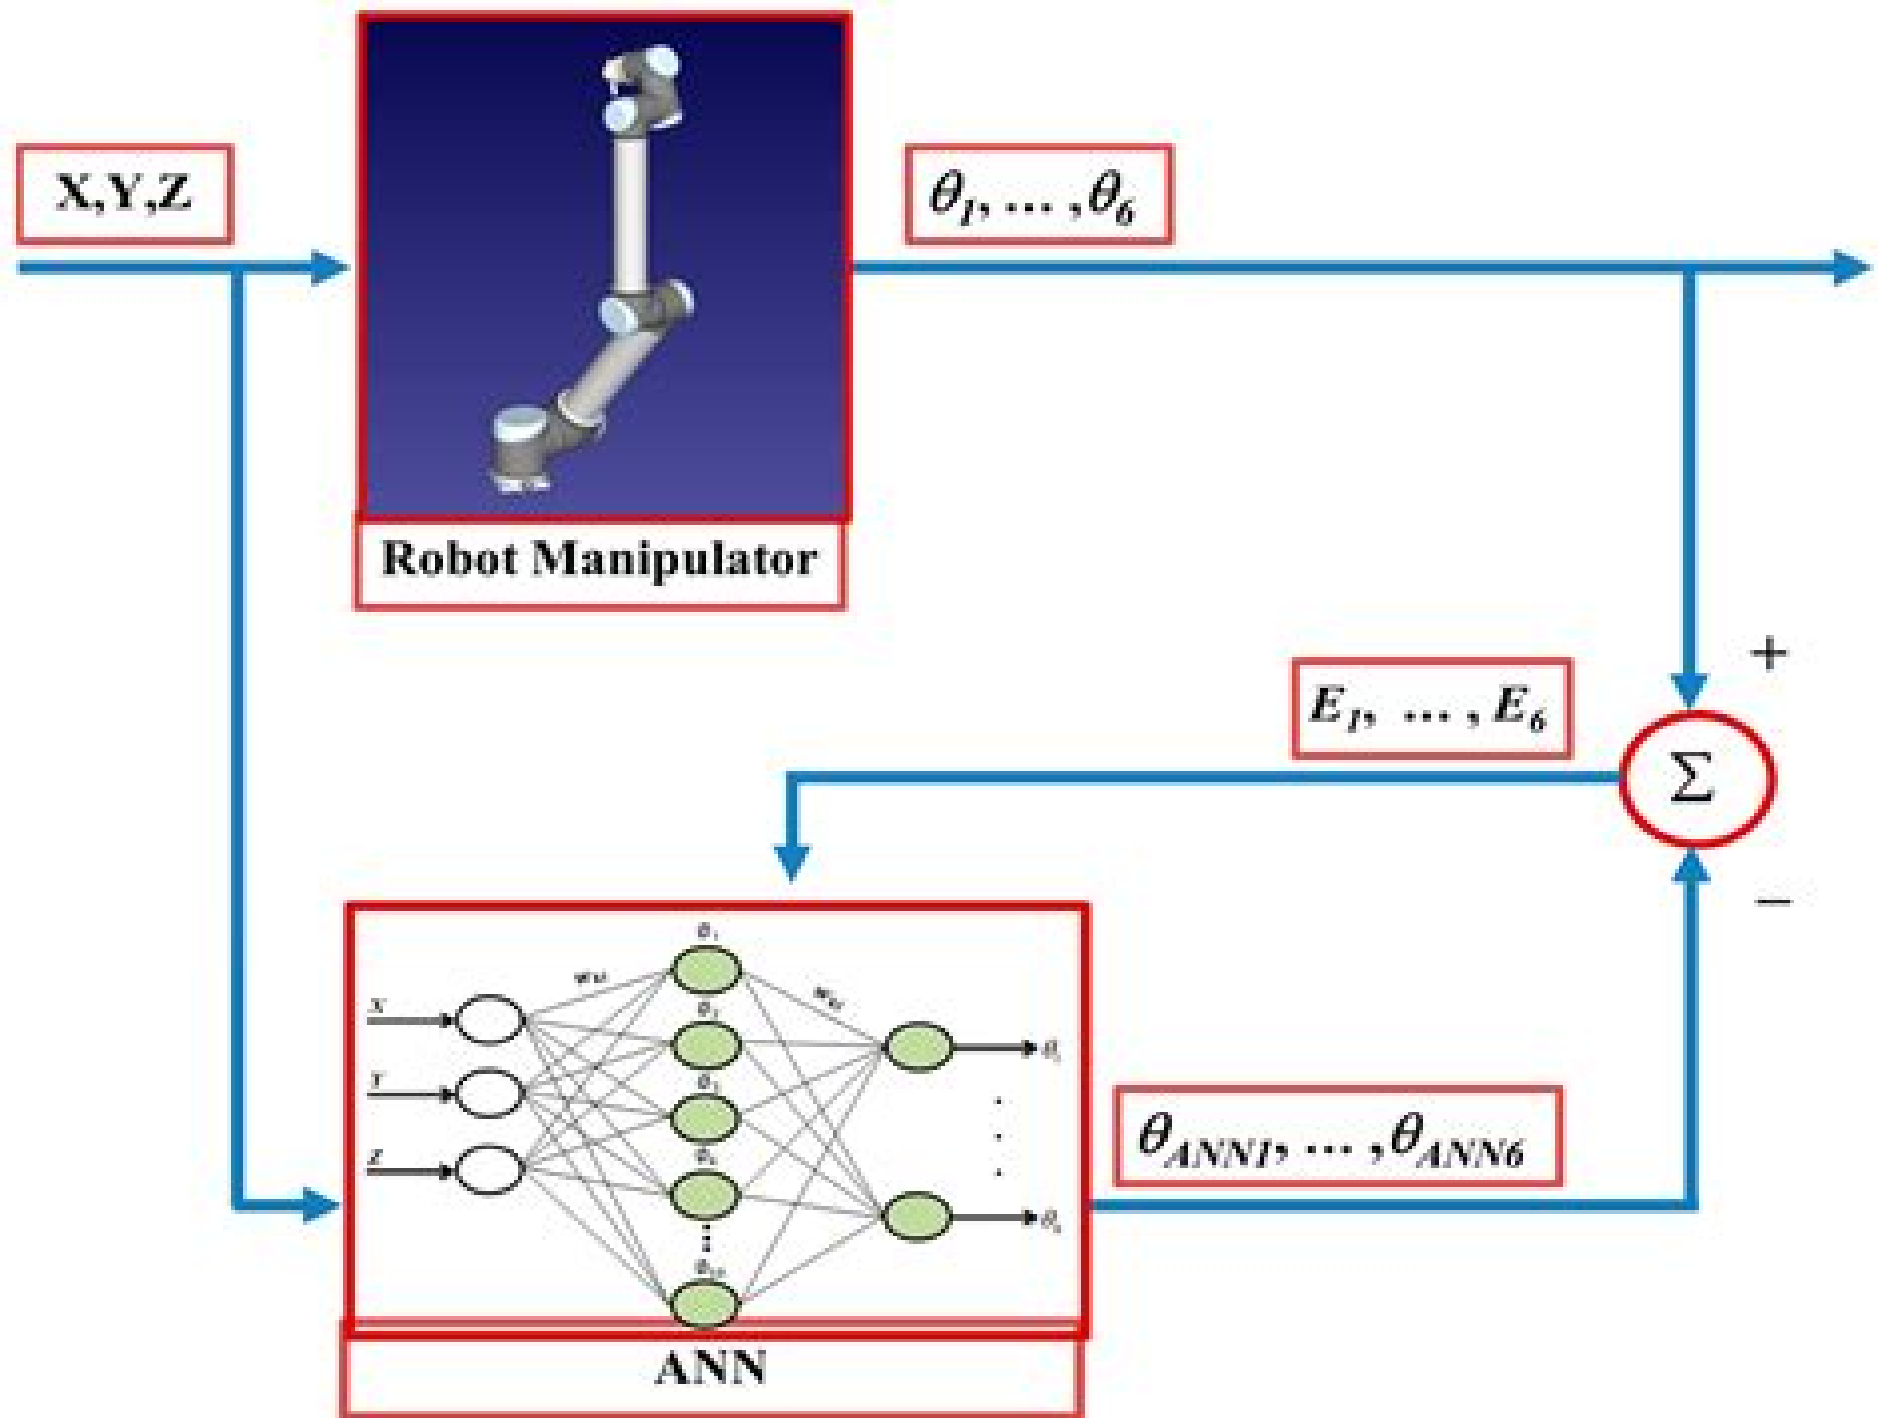 X,Y,Z
θ1, ... ,θ6
Robot Manipulator
+
E1, ... , E6
Σ
−
X
Y
Z
θANN1, ... ,θANN6
ANN